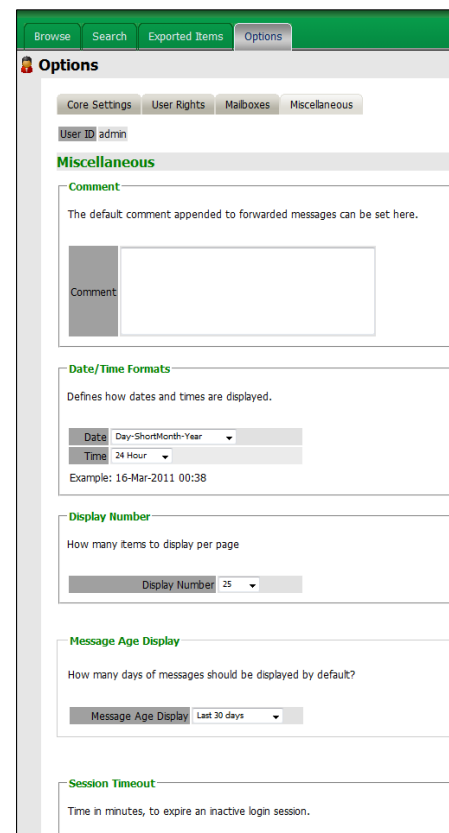 Browse Search Exported Items Options
Options
Core Settings User Rights Mailboxes Miscellaneous
User ID admin
Miscellaneous
Comment
The default comment appended to forwarded messages can be set here.
Comment
Date/Time Formats
Defines how dates and times are displayed.
Date Day-ShortMonth-Year
Time 24 Hour
Example: 16-Mar-2011 00:38
Display Number
How many items to display per page
Display Number 25
Message Age Display
How many days of messages should be displayed by default?
Message Age Display Last 30 days
Session Timeout
Time in minutes, to expire an inactive login session.